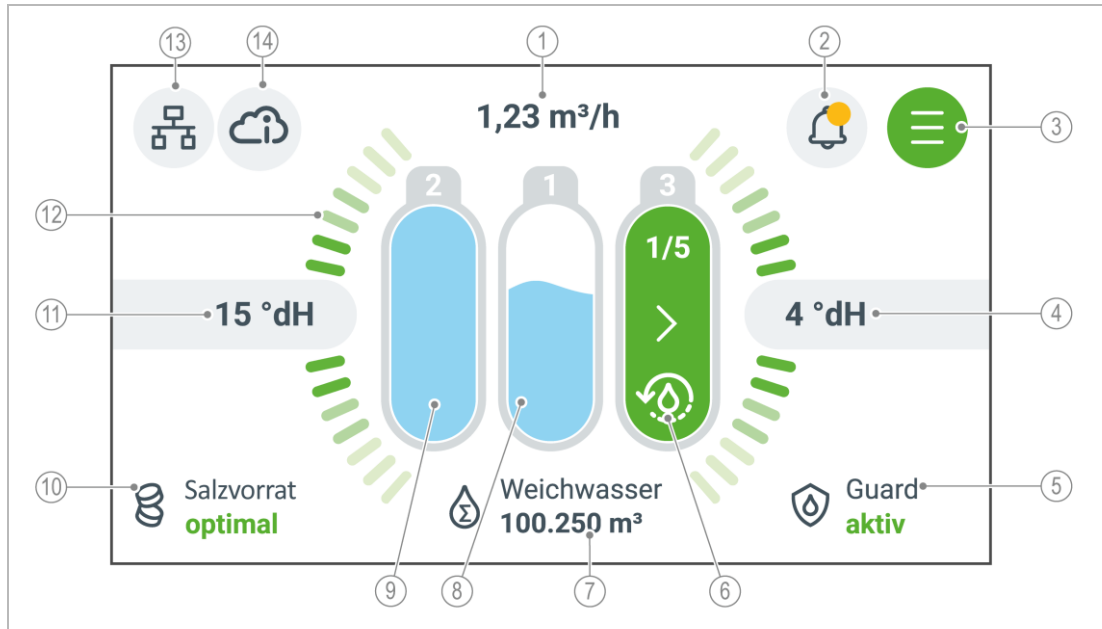 13
14
1
2
1,23 m³/h
3
2
1
3
12
1/5
11
15 °dH
4 °dH
4
10
Salzvorrat
optimal
Weichwasser
100.250 m³
Guard
aktiv
5
9
8
7
6